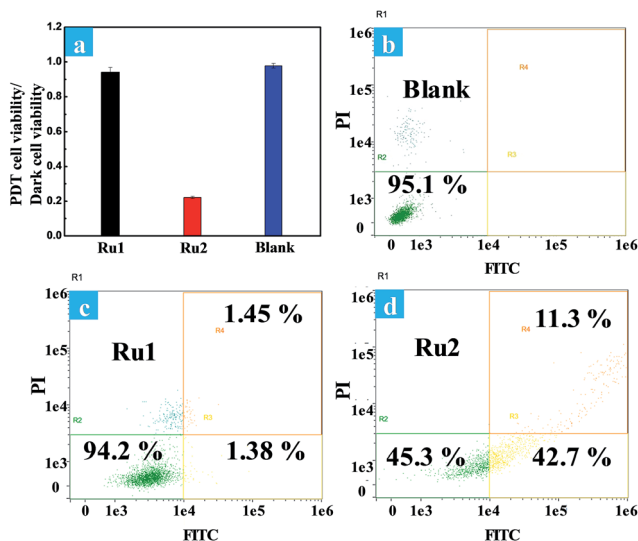 a
PDT cell viability/
Dark cell viability
1.2
1.0
0.8
0.6
0.4
0.2
0.0
Ru1 Ru2 Blank
R1
b
Blank
PI
1e6
1e5
1e4
1e3
0
R4
R2
R3
95.1 %
0 1e3 1e4 1e5 1e6
FITC
R1
c
Ru1
PI
1e6
1e5
1e4
1e3
0
1.45 %
R4
R2
R3
94.2 %
1.38 %
0 1e3 1e4 1e5 1e6
FITC
R1
d
Ru2
PI
1e6
1e5
1e4
1e3
0
11.3 %
R4
R2
R3
45.3 %
42.7 %
0 1e3 1e4 1e5 1e6
FITC